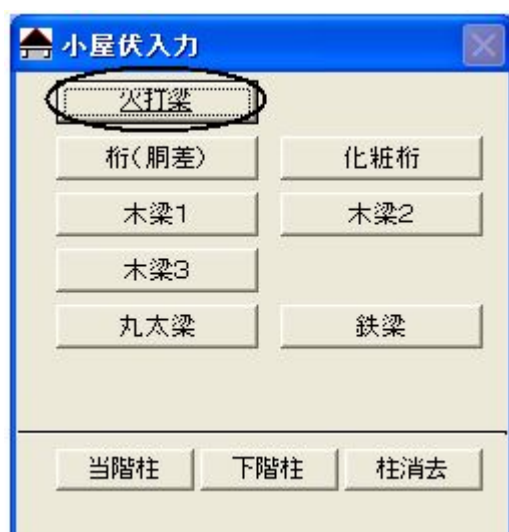 小屋伏入力
火打梁
桁(胴差) 化粧桁
木梁1 木梁2
木梁3
丸太梁 鉄梁
当階柱 下階柱 柱消去